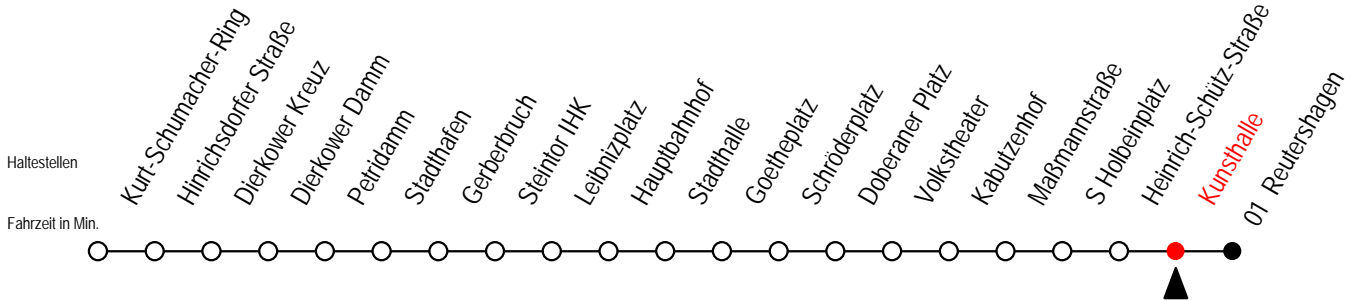 Haltestellen
Fahrzeit in Min.
Kurt-Schumacher-Ring
Hinrichsdorfer Straße
Dierkower Kreuz
Dierkower Damm
Petridamm
Stadthafen
Gerberbruch
Steintor IHK
Leibnizplatz
Hauptbahnhof
Stadthalle
Goetheplatz
Schröderplatz
Doberaner Platz
Volkstheater
Kabutzenhof
Maßmannstraße
S Holbeinplatz
Heinrich-Schütz-Straße
Kunsthalle
01 Reutershagen